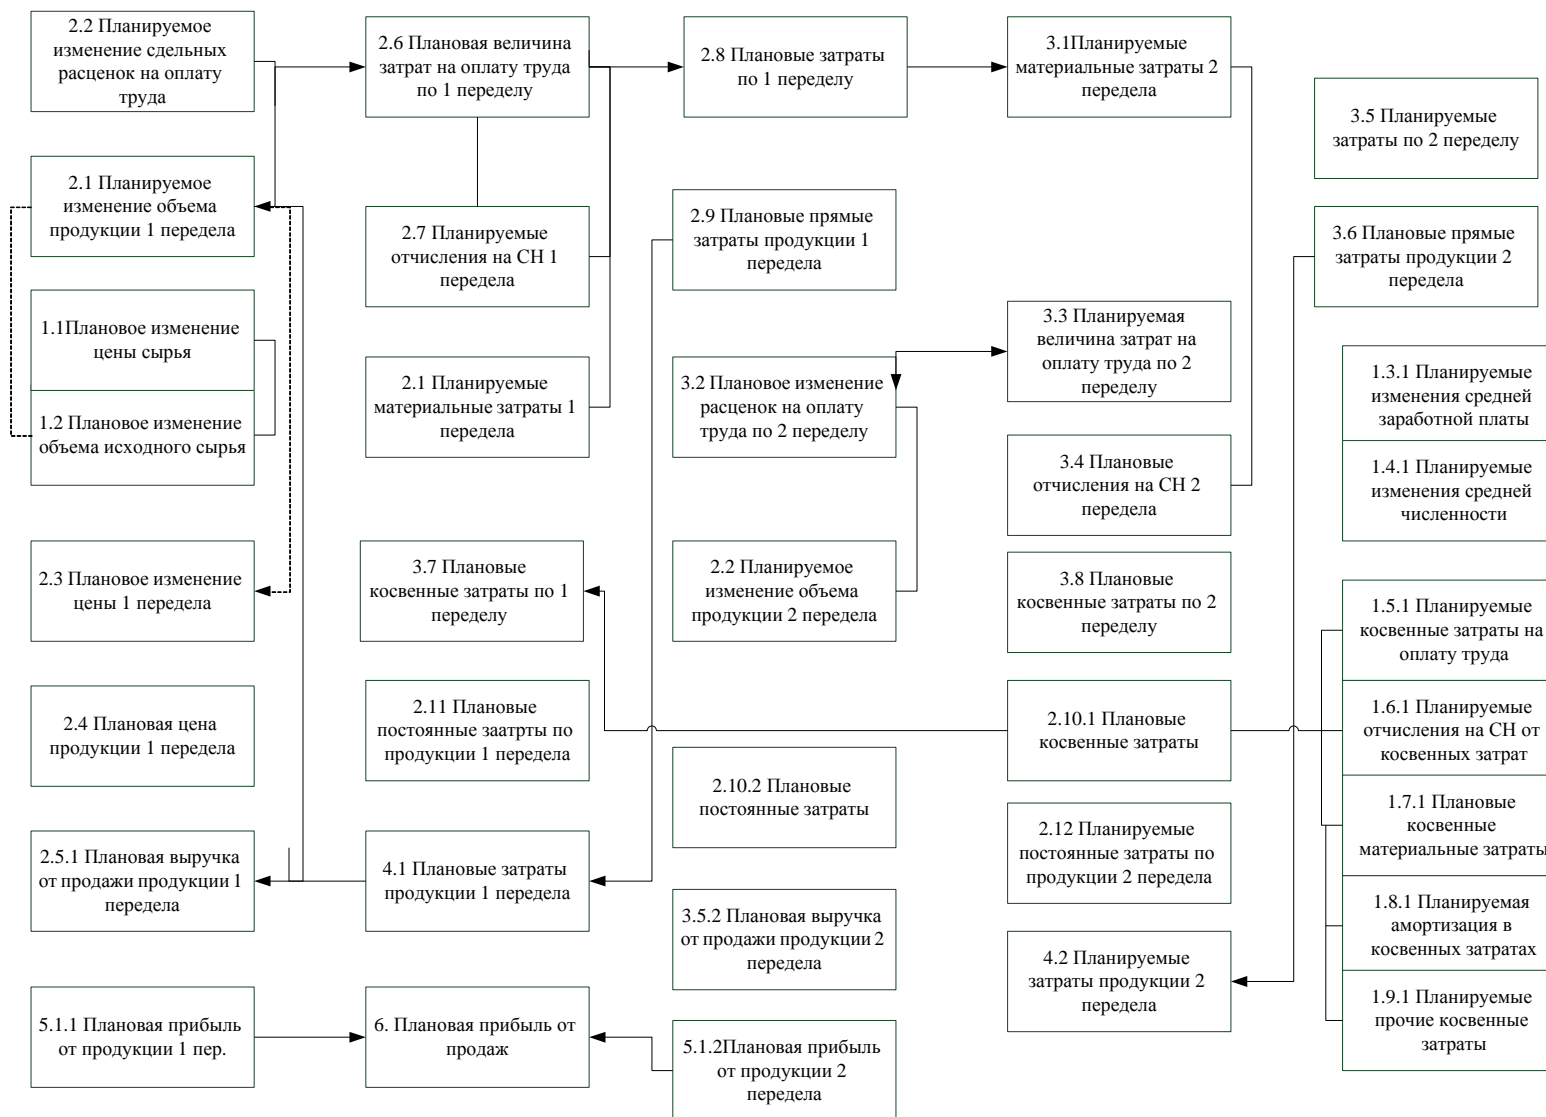 2.2 Планируемое
изменение сдельных
расценок на оплату
труда
2.6 Плановая величина
затрат на оплату труда
по 1 переделу
2.8 Плановые затраты
по 1 переделу
3.1Планируемые
материальные затраты 2
передела
3.5 Планируемые
затраты по 2 переделу
2.1 Планируемое
изменение объема
продукции 1 передела
2.7 Планируемые
отчисления на СН 1
передела
2.9 Плановые прямые
затраты продукции 1
передела
3.6 Плановые прямые
затраты продукции 2
передела
1.1Плановое изменение
цены сырья
1.2 Плановое изменение
объема исходного сырья
2.1 Планируемые
материальные затраты 1
передела
3.2 Плановое изменение
расценок на оплату
труда по 2 переделу
3.3 Планируемая
величина затрат на
оплату труда по 2
переделу
1.3.1 Планируемые
изменения средней
заработной платы
3.4 Плановые
отчисления на СН 2
передела
1.4.1 Планируемые
изменения средней
численности
2.3 Плановое изменение
цены 1 передела
3.7 Плановые
косвенные затраты по 1
переделу
2.2 Планируемое
изменение объема
продукции 2 передела
3.8 Плановые
косвенные затраты по 2
переделу
1.5.1 Планируемые
косвенные затраты на
оплату труда
2.4 Плановая цена
продукции 1 передела
2.11 Плановые
постоянные заатрты по
продукции 1 передела
2.10.1 Плановые
косвенные затраты
1.6.1 Планируемые
отчисления на СН от
косвенных затрат
2.10.2 Плановые
постоянные затраты
1.7.1 Плановые
косвенные
материальные затраты
2.5.1 Плановая выручка
от продажи продукции 1
передела
4.1 Плановые затраты
продукции 1 передела
2.12 Планируемые
постоянные затраты по
продукции 2 передела
3.5.2 Плановая выручка
от продажи продукции 2
передела
1.8.1 Планируемая
амортизация в
косвенных затратах
4.2 Планируемые
затраты продукции 2
передела
5.1.1 Плановая прибыль
от продукции 1 пер.
6. Плановая прибыль от
продаж
5.1.2Плановая прибыль
от продукции 2
передела
1.9.1 Планируемые
прочие косвенные
затраты